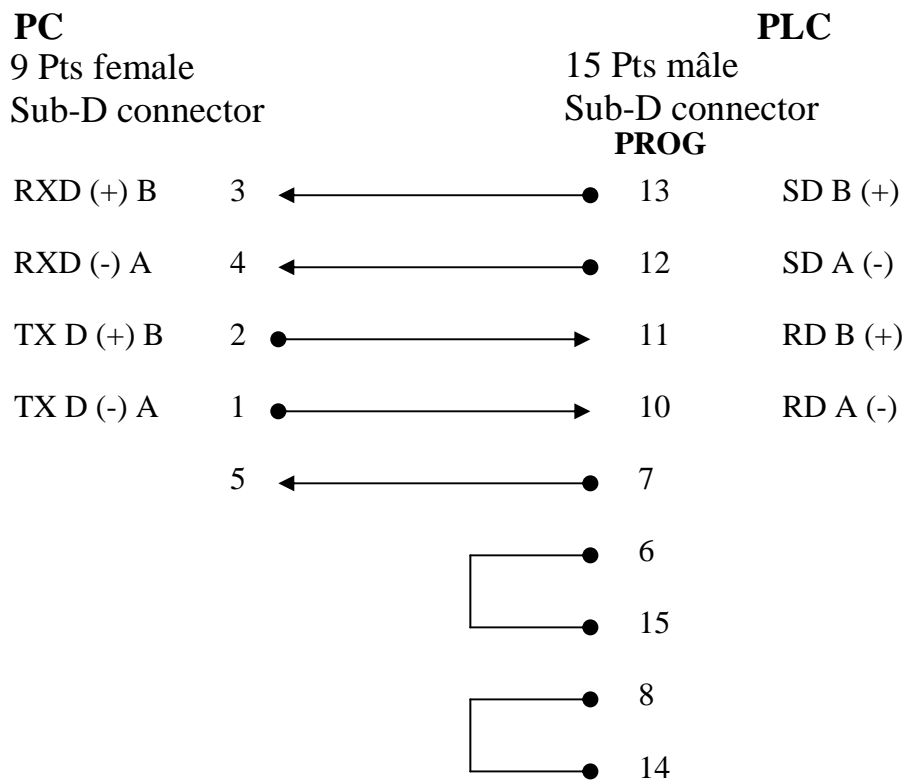 PC PLC
9 Pts female 15 Pts mâle
Sub-D connector Sub-D connector
PROG
RXD (+) B 3 13 SD B (+)
RXD (-) A 4 12 SD A (-)
TX D (+) B 2 11 RD B (+)
TX D (-) A 1 10 RD A (-)
5 7
6
15
8
14